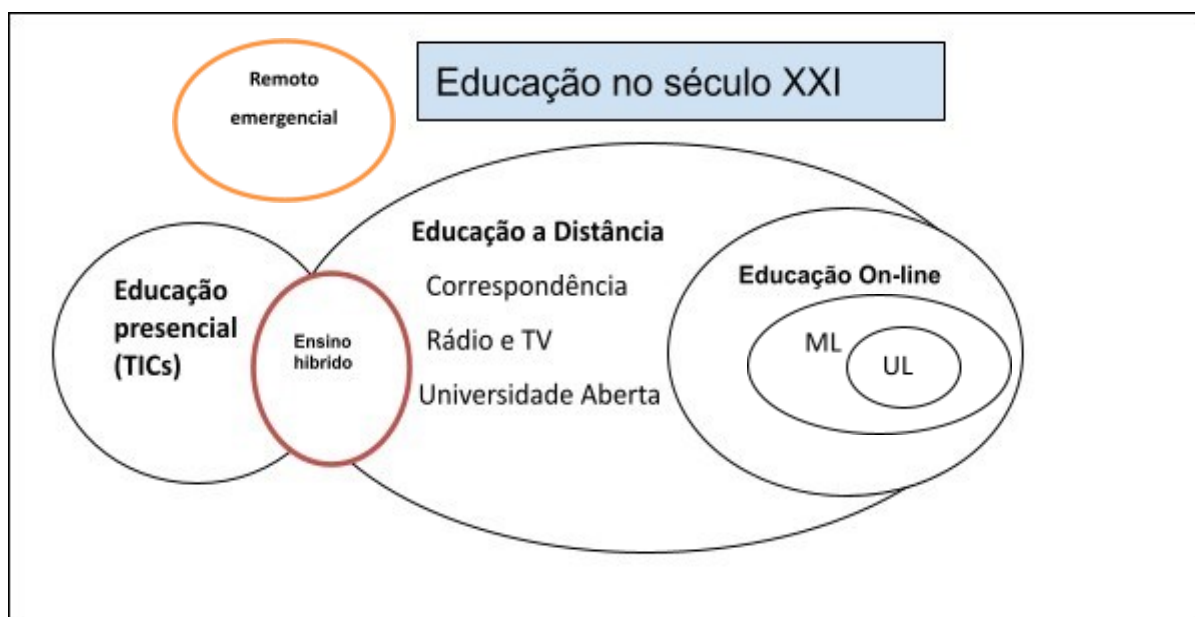 Remoto
emergencial
Educação no século XXI
Educação a Distância
Correspondência
Rádio e TV
Universidade Aberta
Educação
presencial
(TICs)
Ensino
hibrido
Educação On-line
ML
UL